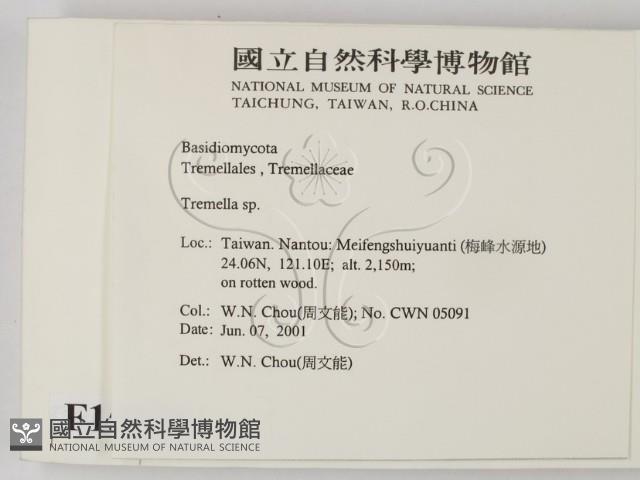 國立自然科學博物館
NATIONAL MUSEUM OF NATURAL SCIENCE
TAICHUNG, TAIWAN, R.O.CHINA
Basidiomycota
Tremellales , Tremellaceae
Tremella sp.
Loc.: Taiwan. Nantou: Meifengshuiyuanti (梅峰水源地)
24.06N, 121.10E; alt. 2,150m;
on rotten wood.
Col.: W.N. Chou(周文能); No. CWN 05091
Date: Jun. 07, 2001
Det.: W.N. Chou(周文能)
國立自然科學博物館
NATIONAL MUSEUM OF NATURAL SCIENCE